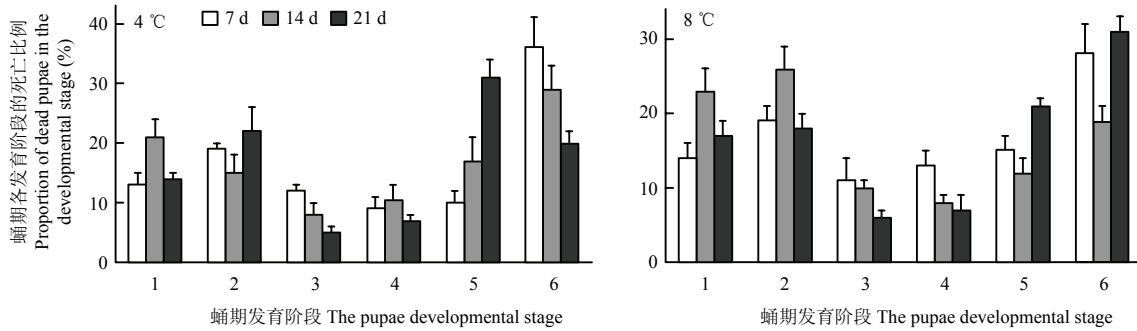 蛹期各发育阶段的死亡比例
Proportion of dead pupae in the
developmental stage (%)
4 ℃
7 d 14 d 21 d
40
30
20
10
0
1 2 3 4 5 6
蛹期发育阶段 The pupae developmental stage
8 ℃
30
20
10
0
1 2 3 4 5 6
蛹期发育阶段 The pupae developmental stage